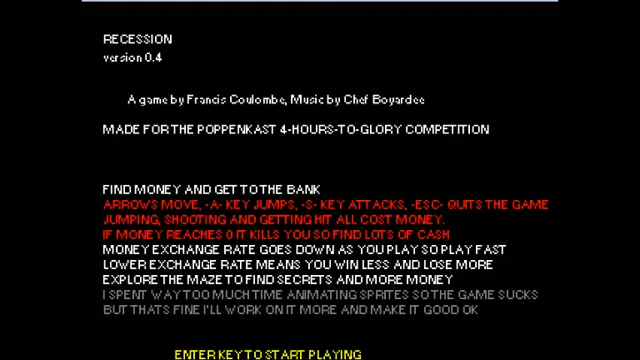 RECESSION
version 0.4
A game by Francis Coulombe, Music by Chef Boyardee
MADE FOR THE POPPENKAST 4-HOURS-TO-GLORY COMPETITION
FIND MONEY AND GET TO THE BANK
ARROWS MOVE, -A- KEY JUMPS, -S- KEY ATTACKS, -ESC- QUITS THE GAME
JUMPING, SHOOTING AND GETTING HIT ALL COST MONEY.
IF MONEY REACHES 0 IT KILLS YOU SO FIND LOTS OF CASH
MONEY EXCHANGE RATE GOES DOWN AS YOU PLAY SO PLAY FAST
LOWER EXCHANGE RATE MEANS YOU WIN LESS AND LOSE MORE
EXPLORE THE MAZE TO FIND SECRETS AND MORE MONEY
I SPENT WAY TOO MUCH TIME ANIMATING SPRITES SO THE GAME SUCKS
BUT THATS FINE I'LL WORK ON IT MORE AND MAKE IT GOOD OK
ENTER KEY TO START PLAYING